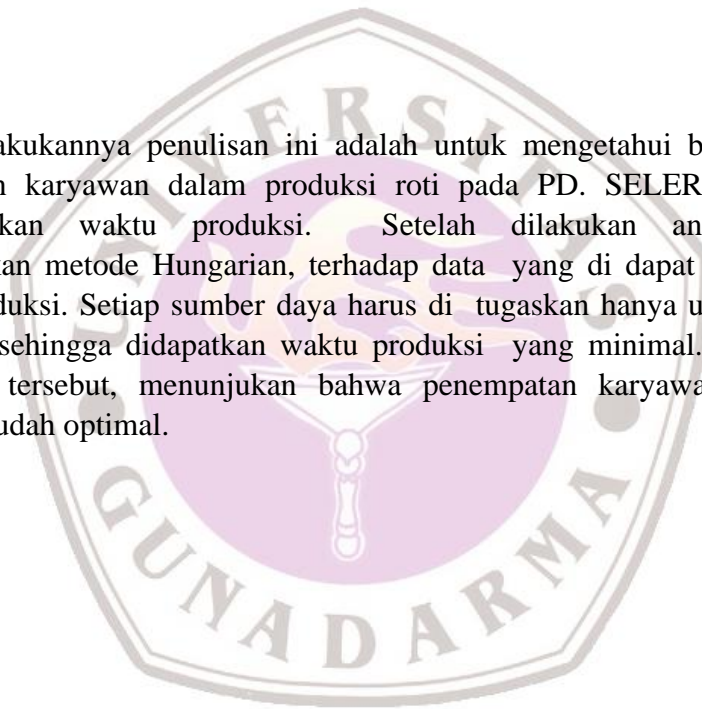 akukannya penulisan ini adalah untuk mengetahui b
n karyawan dalam produksi roti pada PD. SELER
kan waktu produksi. Setelah dilakukan an
kan metode Hungarian, terhadap data yang di dapat
duksi. Setiap sumber daya harus di tugaskan hanya u
sehingga didapatkan waktu produksi yang minimal.
tersebut, menunjukan bahwa penempatan karyawa
udah optimal.
UNIVERSITAS
GUNADARMA